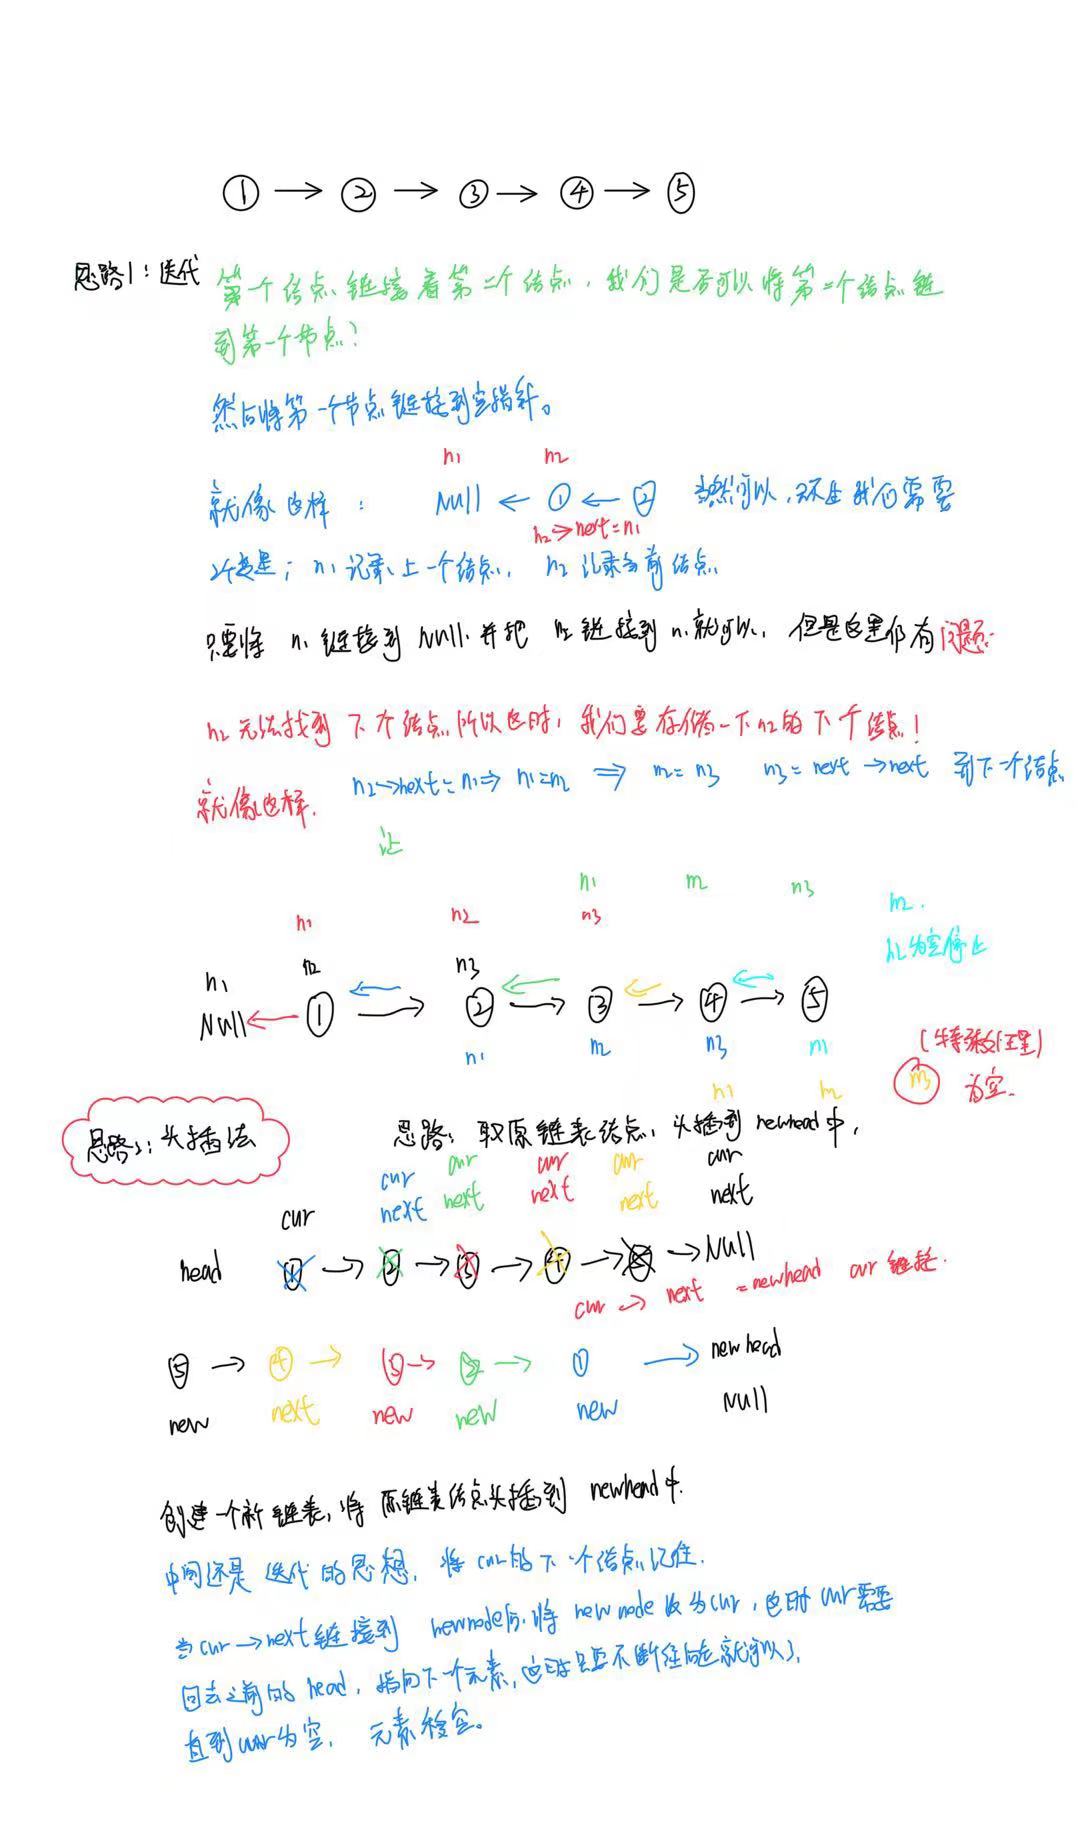 ① → ② → ③ → ④ → ⑤
思路1：迭代
第一个结点链接着第二个结点，我们是否可以将第二个结点链
到第一个节点？
然后将第一个节点链接到空指针。
n1 n2
就像这样： Null ← ① ← ② 当然可以，我们需要
n2→next=n1
2个变量；n1记录上一个结点，n2记录当前结点
只要将 n1链接到Null.并把 n2链接到n1就可以，但是这里仍有问题.
n2无法找到下个结点所以这时，我们要存储一下n2的下个结点！
就像这样. n2→next=n1⇒ n1=n2 ⇒ n2=n3 n3=next→next 到下一个结点
让
n1 n2 n3
n1 n2 n3 n2.
n1 n2 n3 n2为空停止
Null ← ① → ② → ③ → ④ → ⑤
n1 n2 n3 n1 (特殊处理)
n1 n2 n3 为空.
思路2：头插法 思路：取原链表结点，头插到newhead中，
cur cur cur cur cur
next next next next next
cur
head ① → ② → ③ → ④ → ⑤ → Null
cur → next =newhead cur 链接.
⑤ → ④ → ③ → ② → ① → newhead
new next new new new Null
创建一个新链表，将原链表结点头插到 newhead中.
中间还是迭代的思想，将cur的下一个结点记住.
当cur→next链接到 newnode后，将newnode改为cur，这时cur需要
回去之前的head，指向下一个元素，只要不断往后走就可以了，
直到cur为空，元素移空。